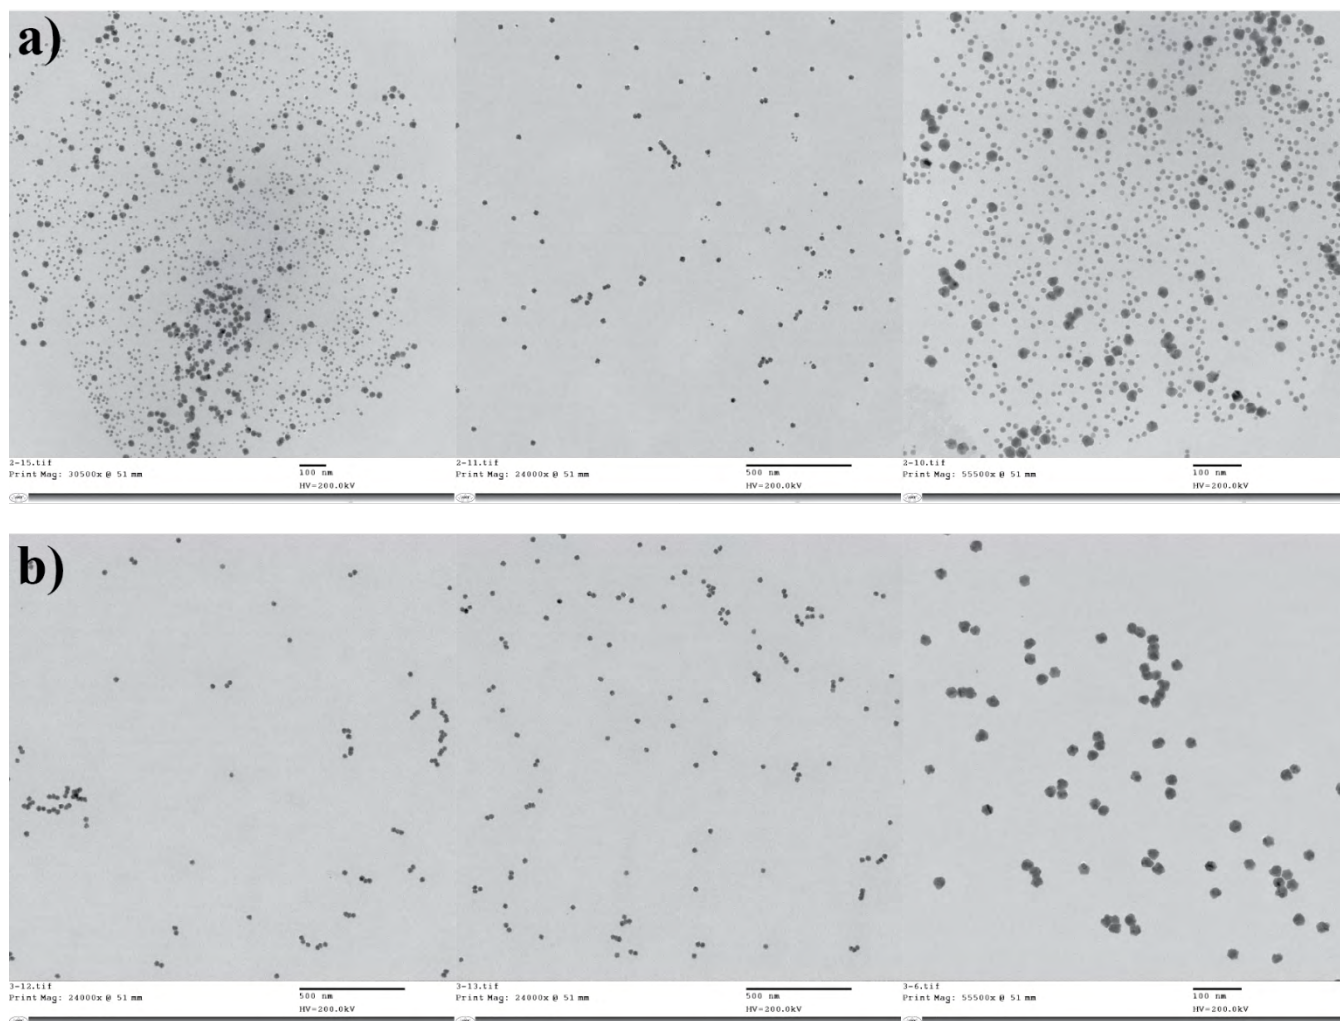 a)
2-15.tif
Print Mag: 30500x @ 51 mm
100 nm
HV=200.0kV
2-11.tif
Print Mag: 24000x @ 51 mm
500 nm
HV=200.0kV
2-10.tif
Print Mag: 55500x @ 51 mm
100 nm
HV=200.0kV
b)
3-12.tif
Print Mag: 24000x @ 51 mm
500 nm
HV=200.0kV
3-13.tif
Print Mag: 24000x @ 51 mm
500 nm
HV=200.0kV
3-6.tif
Print Mag: 55500x @ 51 mm
100 nm
HV=200.0kV